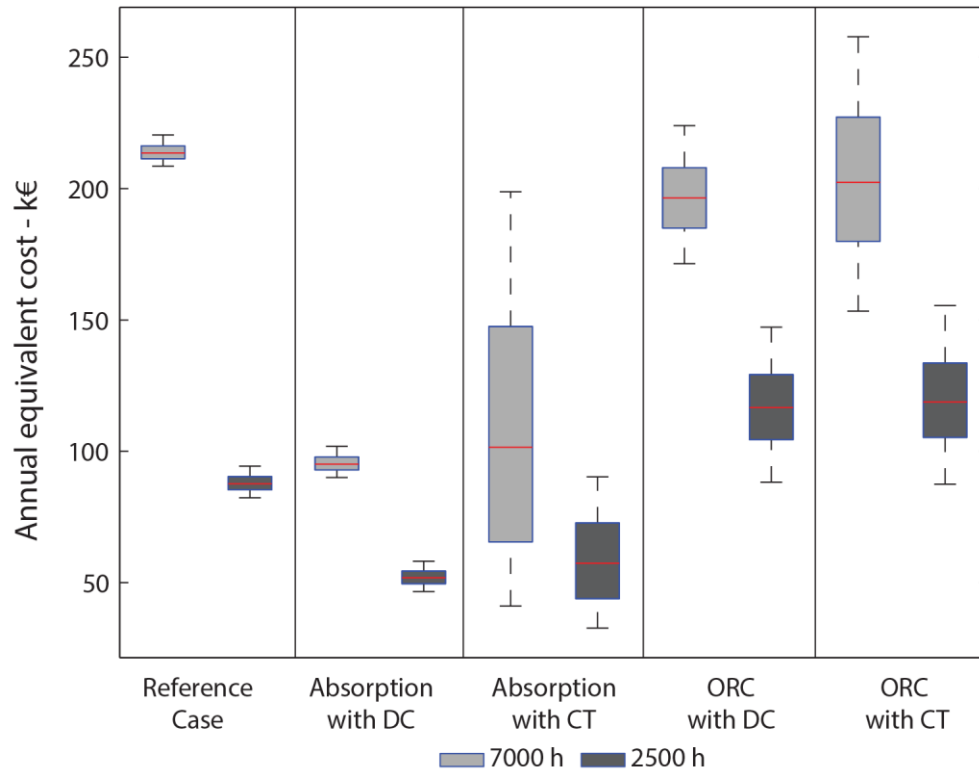 Annual equivalent cost - k€
250
200
150
100
50
Reference
Case
Absorption
with DC
Absorption
with CT
ORC
with DC
ORC
with CT
7000 h
2500 h